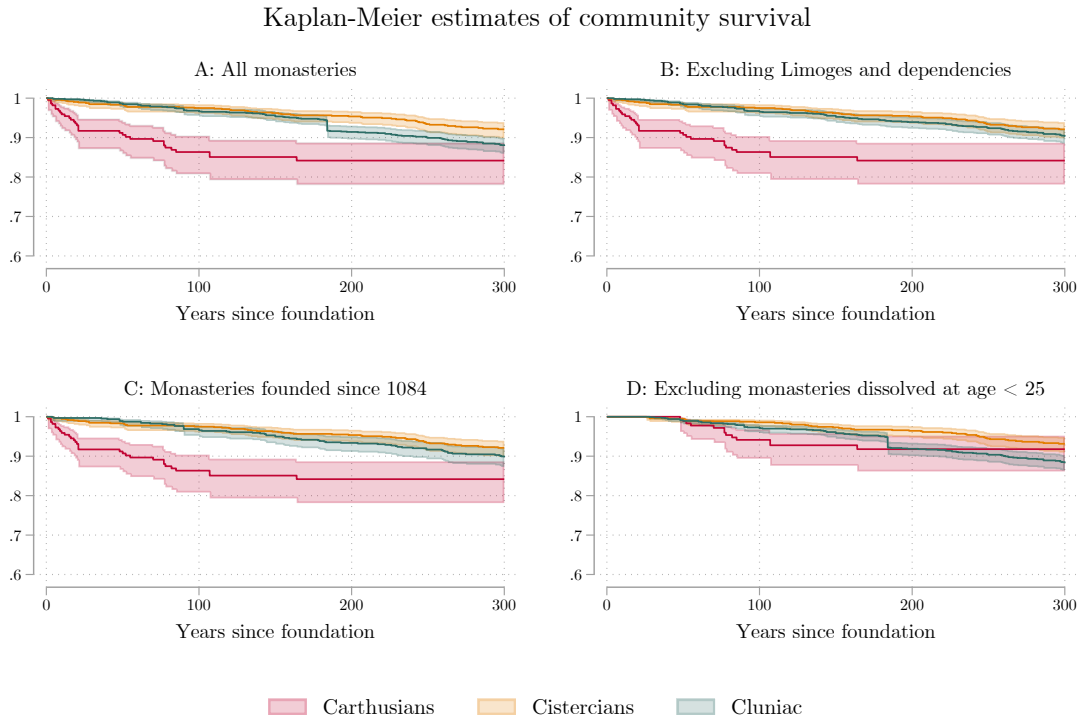 Kaplan-Meier estimates of community survival
A: All monasteries
1
.9
.8
.7
.6
0 100 200 300
Years since foundation
B: Excluding Limoges and dependencies
1
.9
.8
.7
.6
0 100 200 300
Years since foundation
C: Monasteries founded since 1084
1
.9
.8
.7
.6
0 100 200 300
Years since foundation
D: Excluding monasteries dissolved at age < 25
1
.9
.8
.7
.6
0 100 200 300
Years since foundation
Carthusians Cistercians Cluniac